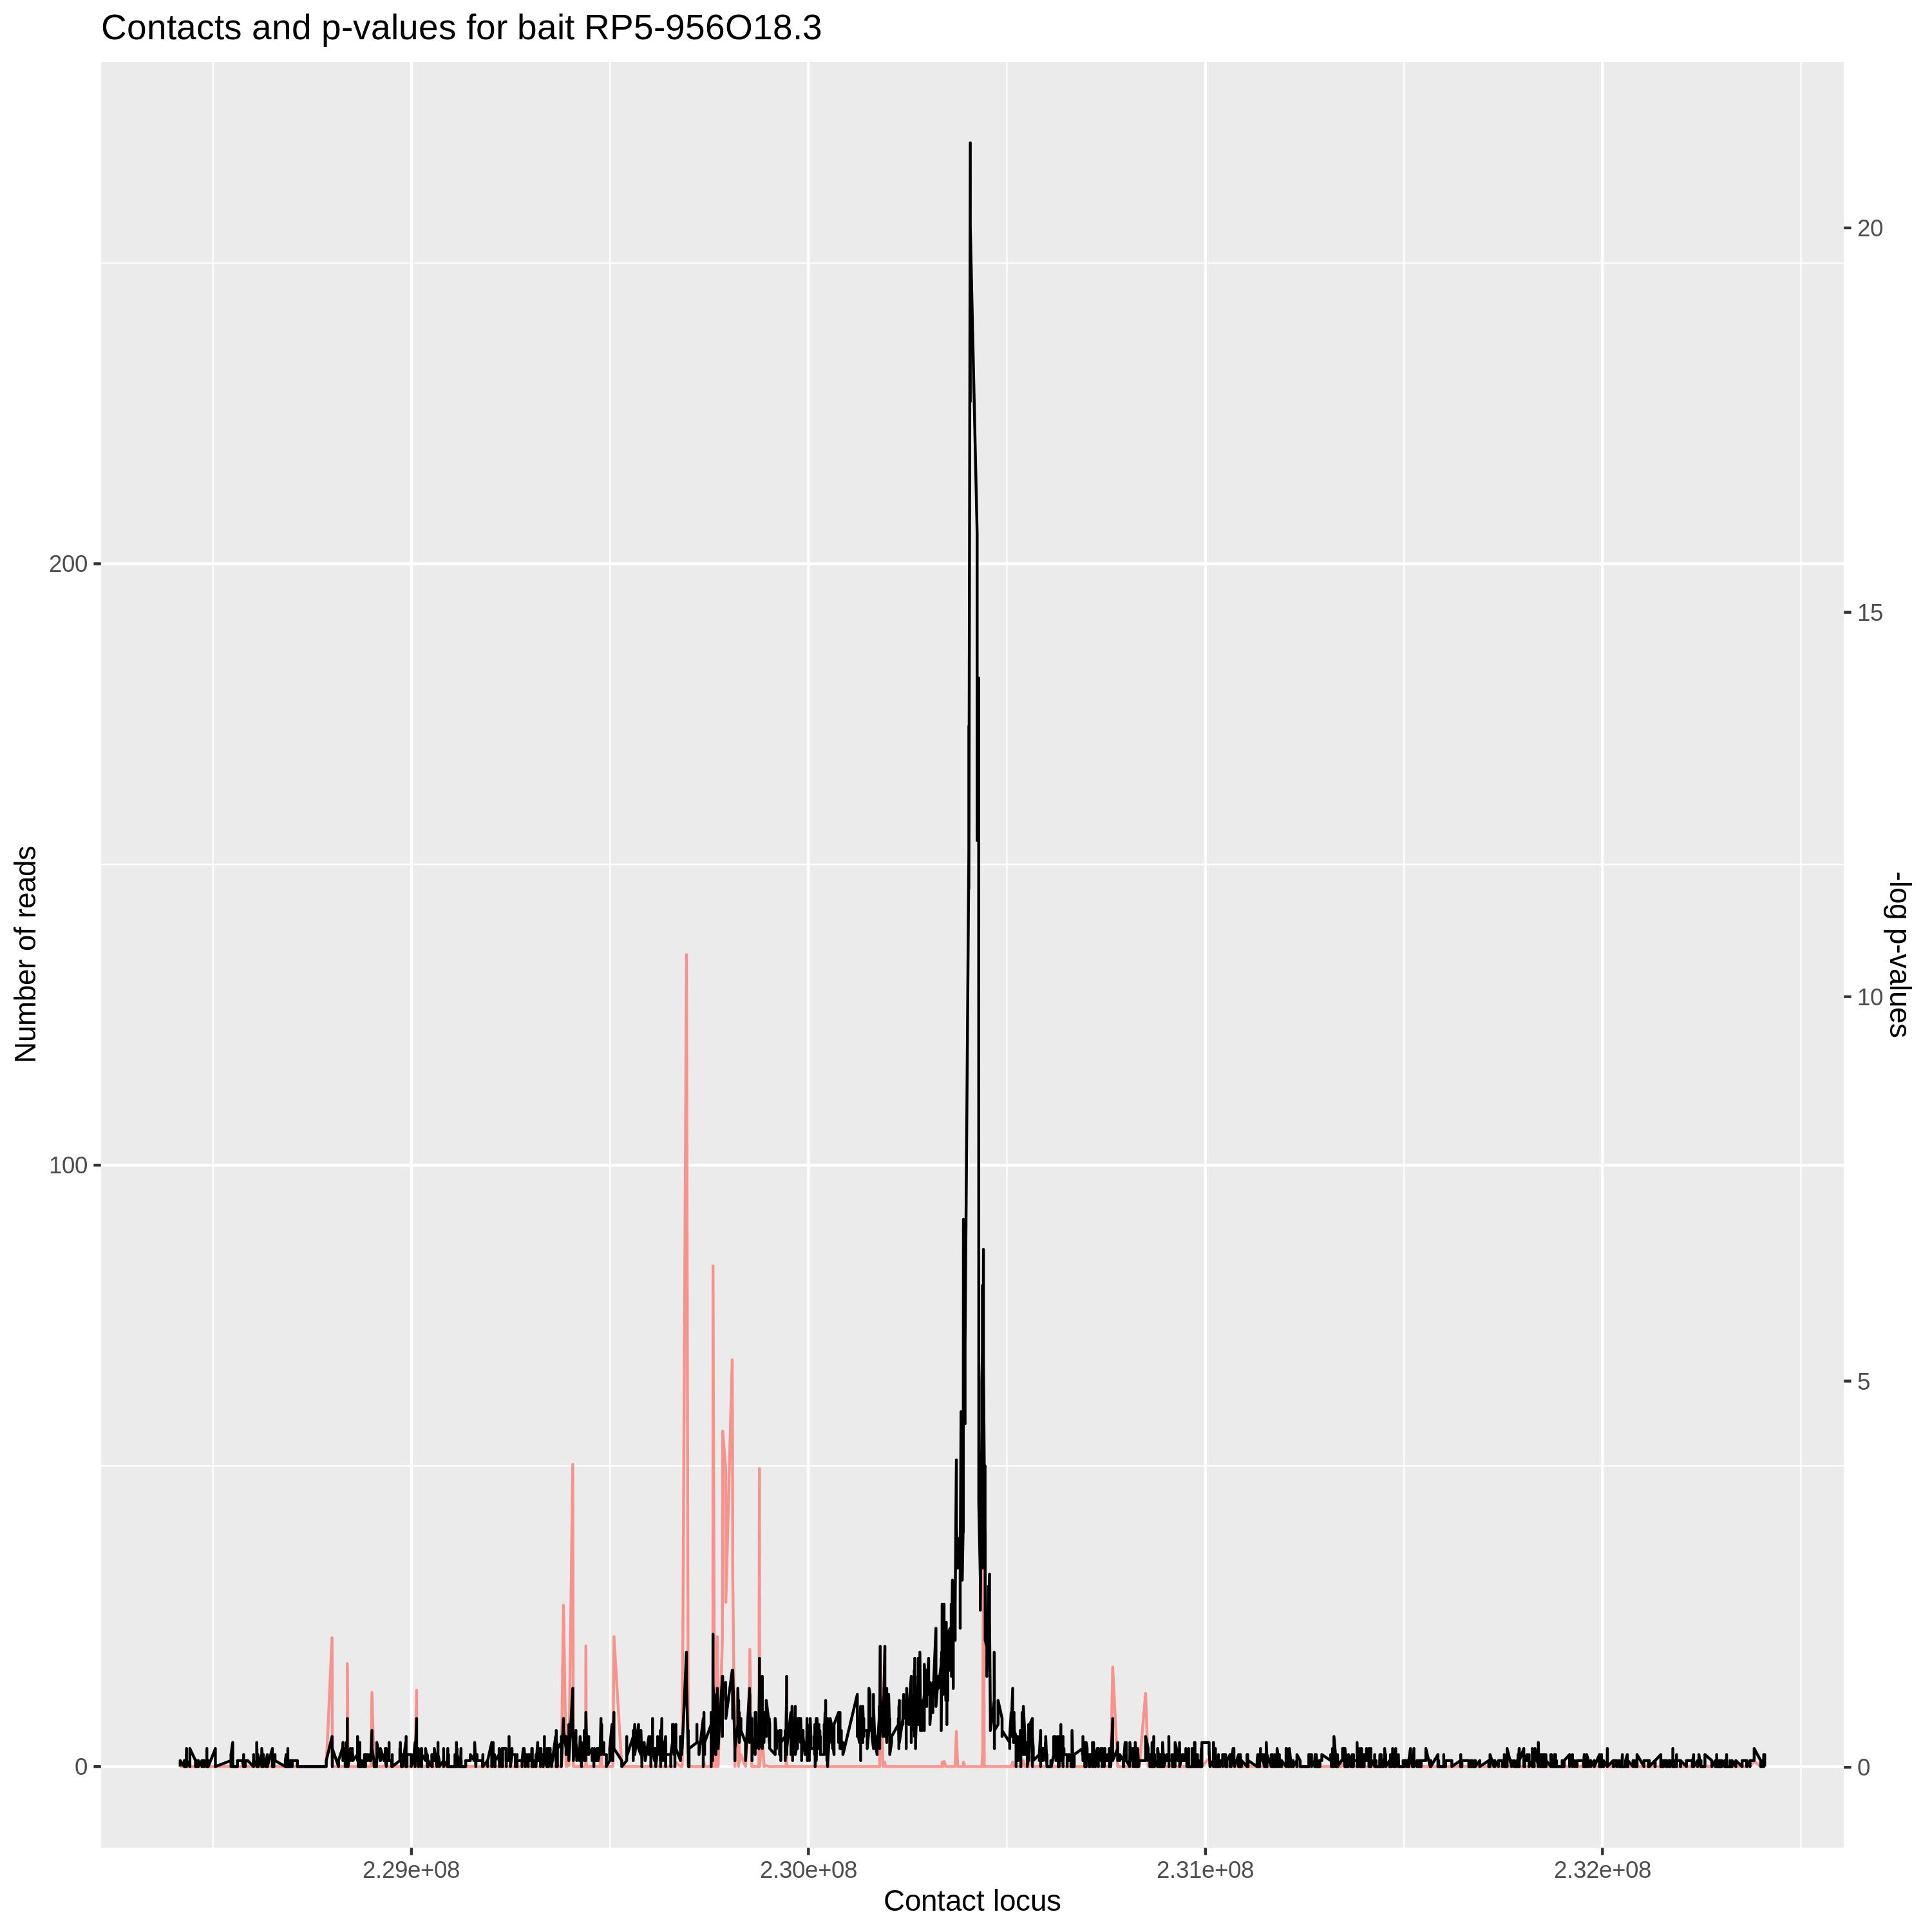 Contacts and p-values for bait RP5-956O18.3
200
100
0
Number of reads
20
15
10
5
0
-log p-values
2.29e+08
2.30e+08
2.31e+08
2.32e+08
Contact locus